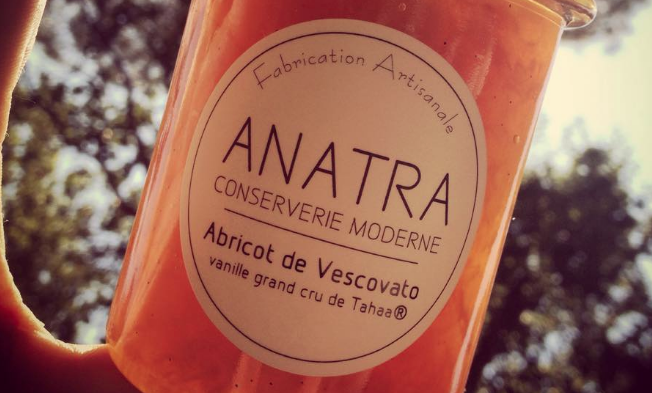 Fabrication Artisanale
ANATRA
CONSERVERIE MODERNE
Abricot de Vescovato
vanille grand cru de Tahaa®